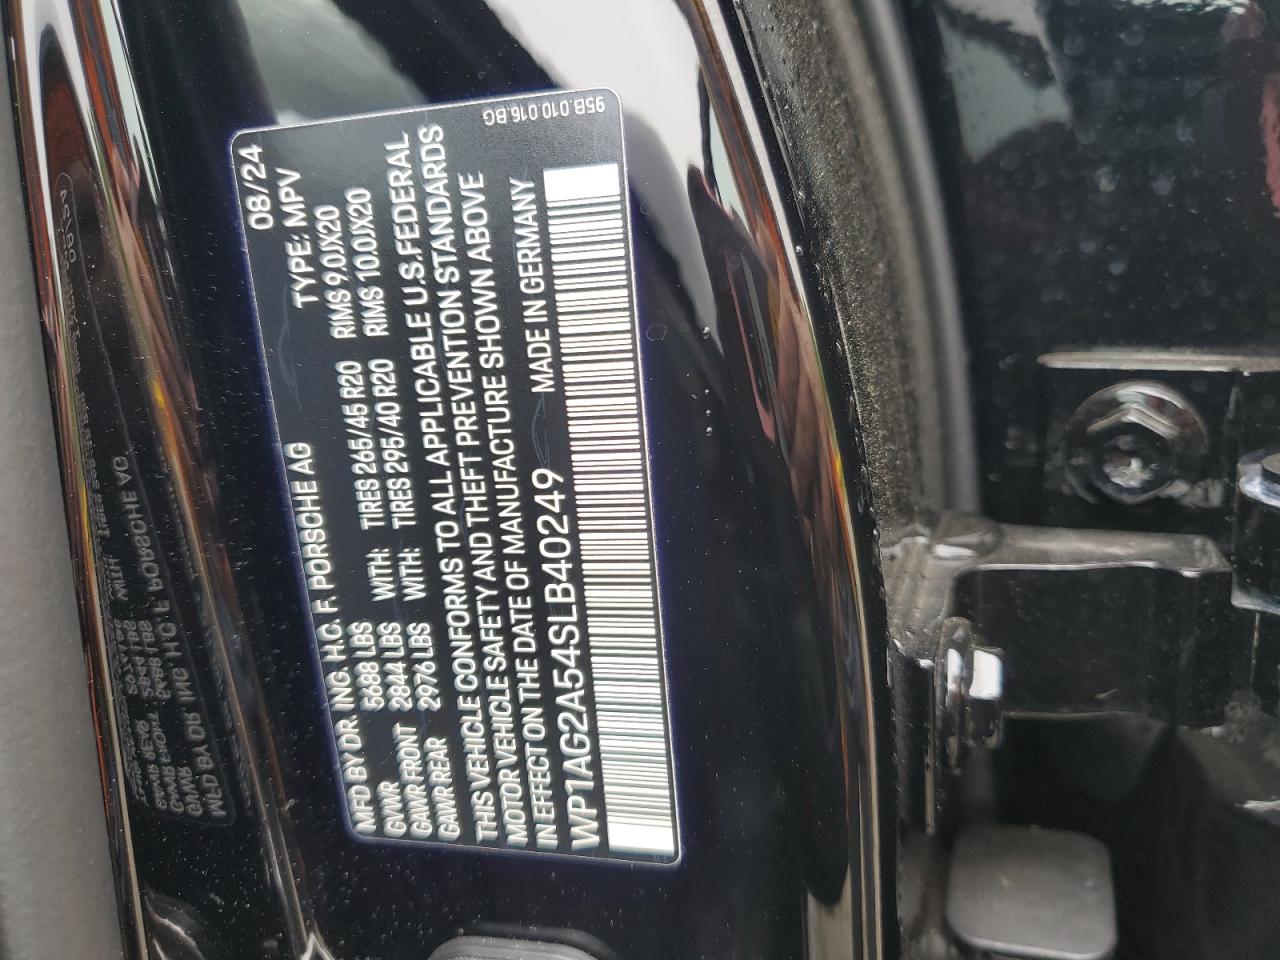 MFD BY DR. ING. H.C. F. PORSCHE AG 08/24
TYPE: MPV
GVWR 5688 LBS WITH: TIRES 265/45 R20 RIMS 9.0JX20
GAWR FRONT 2844 LBS WITH: TIRES 295/40 R20 RIMS 10.0JX20
GAWR REAR 2976 LBS
THIS VEHICLE CONFORMS TO ALL APPLICABLE U.S.FEDERAL
MOTOR VEHICLE SAFETY AND THEFT PREVENTION STANDARDS
IN EFFECT ON THE DATE OF MANUFACTURE SHOWN ABOVE
WP1AG2A54SLB40249 MADE IN GERMANY
95B.010.016.BG